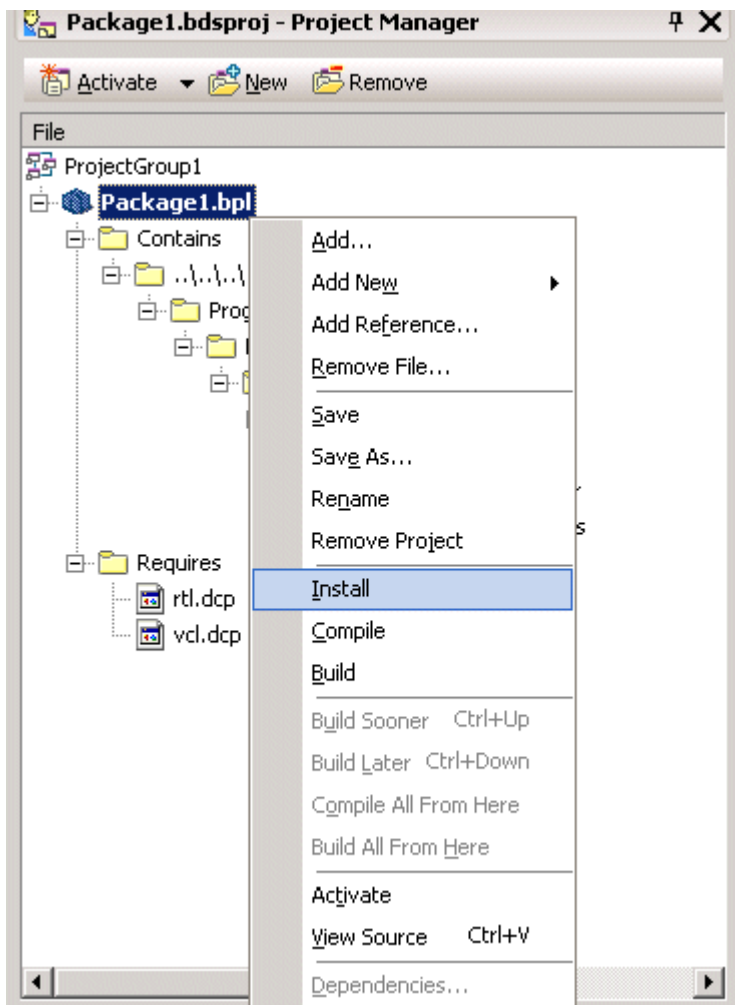 Package1.bdsproj - Project Manager
Activate New Remove
File
ProjectGroup1
Package1.bpl
Contains
..\..\..\
Prog
Requires
rtl.dcp
vcl.dcp
Add...
Add New
Add Reference...
Remove File...
Save
Save As...
Rename
Remove Project
s
Install
Compile
Build
Build Sooner Ctrl+Up
Build Later Ctrl+Down
Compile All From Here
Build All From Here
Activate
View Source Ctrl+V
Dependencies...